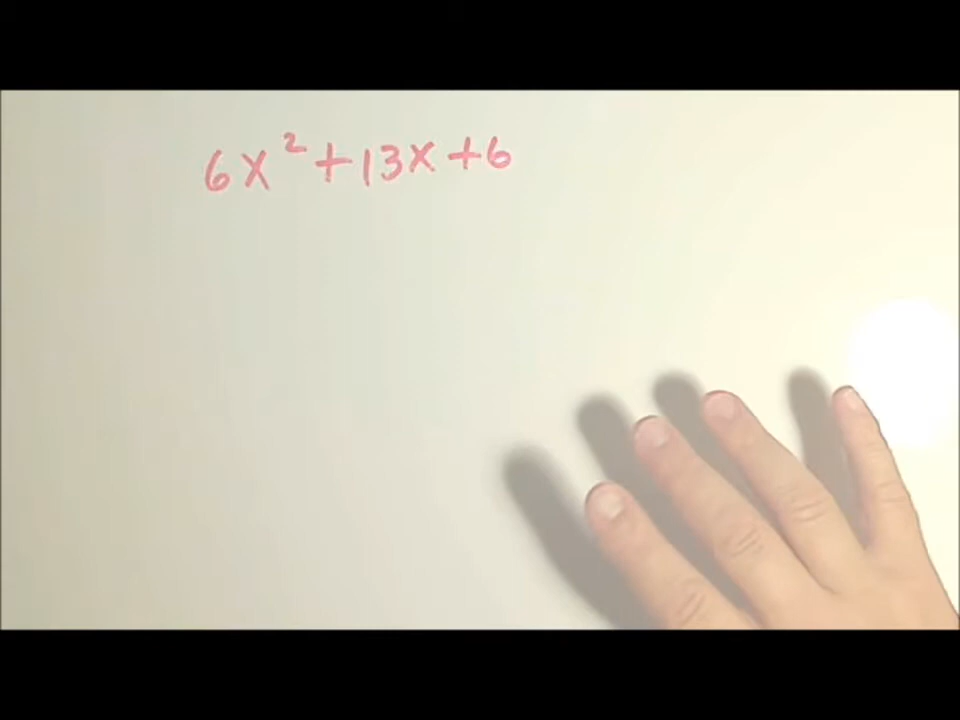 6x² + 13x + 6